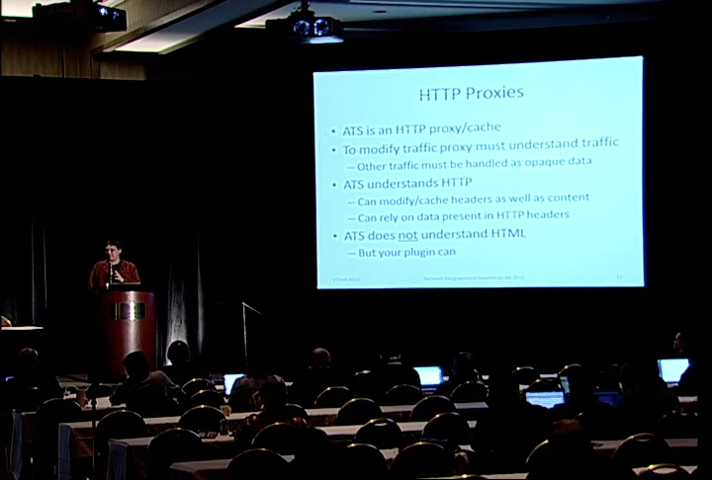 HTTP Proxies
• ATS is an HTTP proxy/cache
• To modify traffic proxy must understand traffic
—Other traffic must be handled as opaque data
• ATS understands HTTP
—Can modify/cache headers as well as content
—Can rely on data present in HTTP headers
• ATS does not understand HTML
—But your plugin can